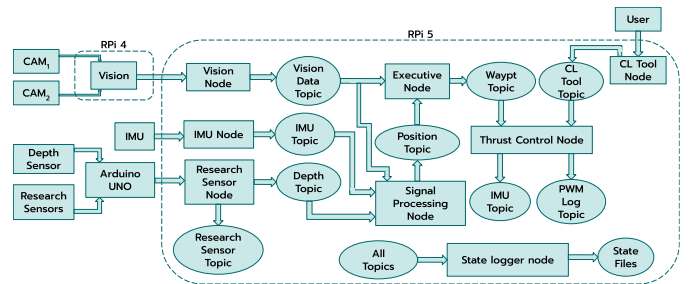 User
RPi 4
RPi 5
CAM1
CAM2
Vision
Vision
Node
Vision
Data
Topic
Executive
Node
Waypt
Topic
CL
Tool
Topic
CL Tool
Node
IMU
IMU Node
IMU
Topic
Position
Topic
Thrust Control Node
Depth
Sensor
Research
Sensors
Arduino
UNO
Research
Sensor
Node
Depth
Topic
Signal
Processing
Node
IMU
Topic
PWM
Log
Topic
Research
Sensor
Topic
All
Topics
State logger node
State
Files